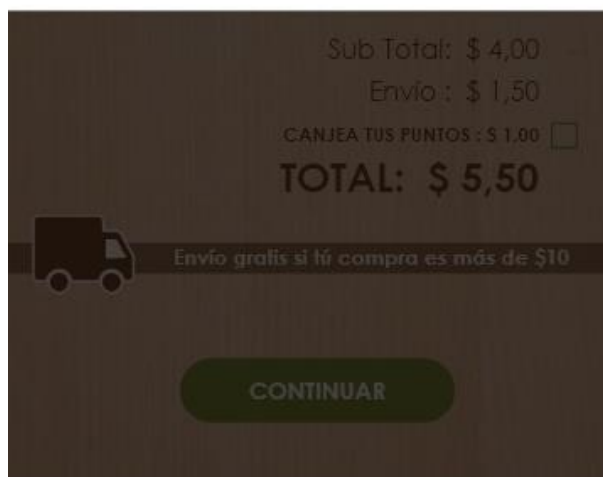 Sub Total: $ 4,00
Envío : $ 1,50
CANJEA TUS PUNTOS : $ 1,00
TOTAL: $ 5,50
Envío gratis si tú compra es más de $10
CONTINUAR